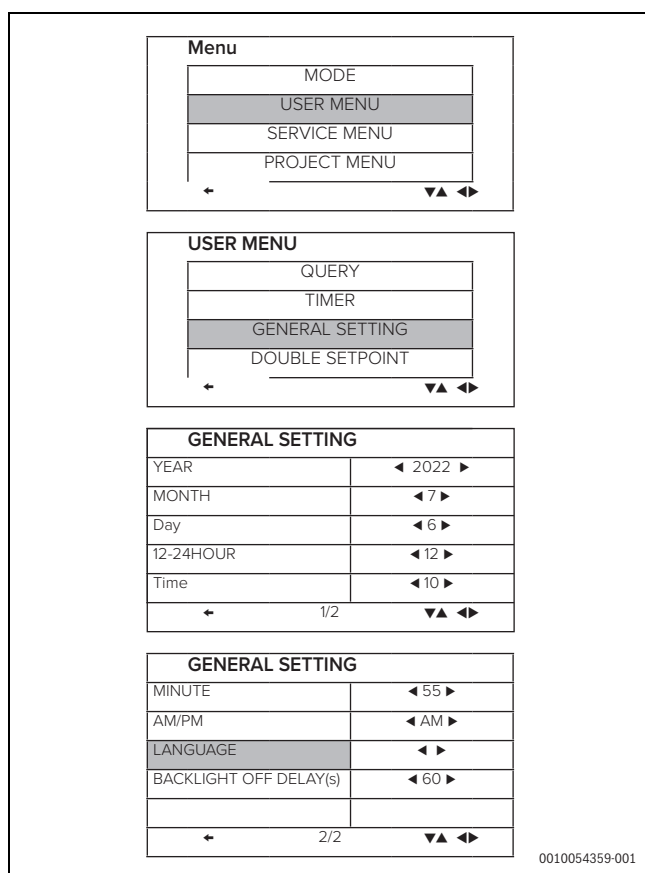 Menu
MODE
USER MENU
SERVICE MENU
PROJECT MENU
← ▼▲ ◀▶
USER MENU
QUERY
TIMER
GENERAL SETTING
DOUBLE SETPOINT
← ▼▲ ◀▶
GENERAL SETTING
YEAR ◀ 2022 ▶
MONTH ◀ 7 ▶
Day ◀ 6 ▶
12-24HOUR ◀ 12 ▶
Time ◀ 10 ▶
← 1/2 ▼▲ ◀▶
GENERAL SETTING
MINUTE ◀ 55 ▶
AM/PM ◀ AM ▶
LANGUAGE ◀ ▶
BACKLIGHT OFF DELAY(s) ◀ 60 ▶
← 2/2 ▼▲ ◀▶
0010054359-001